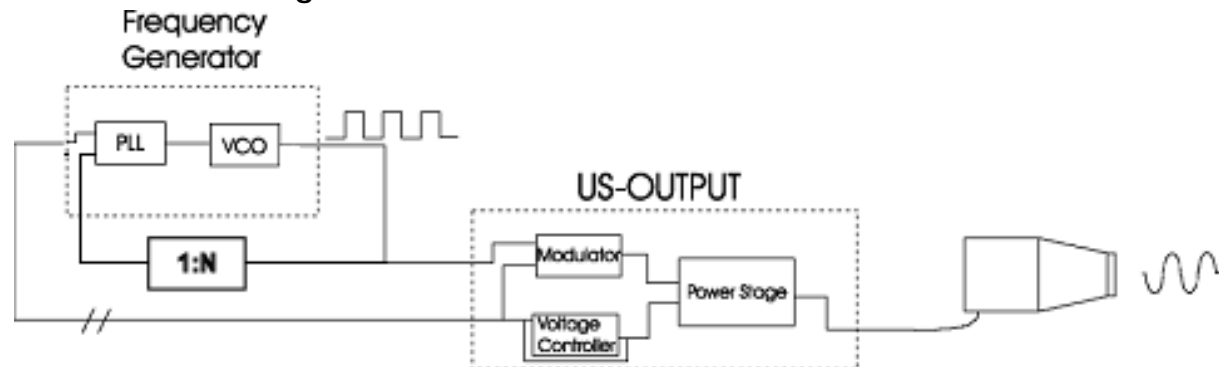 Frequency
Generator
PLL
VCO
US-OUTPUT
1:N
Modulator
Power Stage
Voltage
Controller